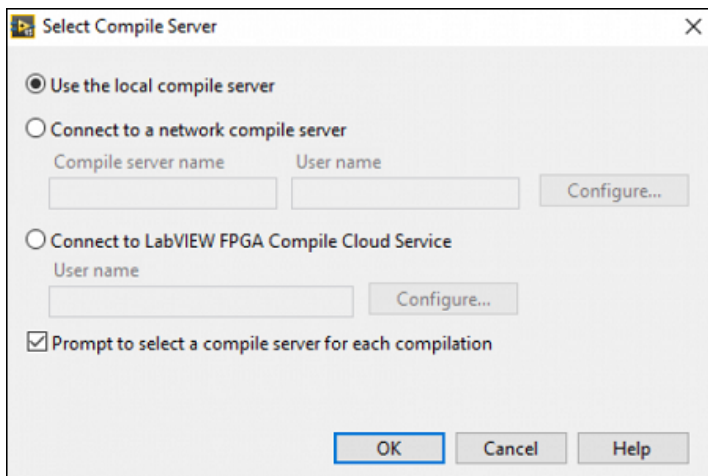 Select Compile Server
Use the local compile server
Connect to a network compile server
Compile server name User name
Configure...
Connect to LabVIEW FPGA Compile Cloud Service
User name
Configure...
Prompt to select a compile server for each compilation
OK Cancel Help